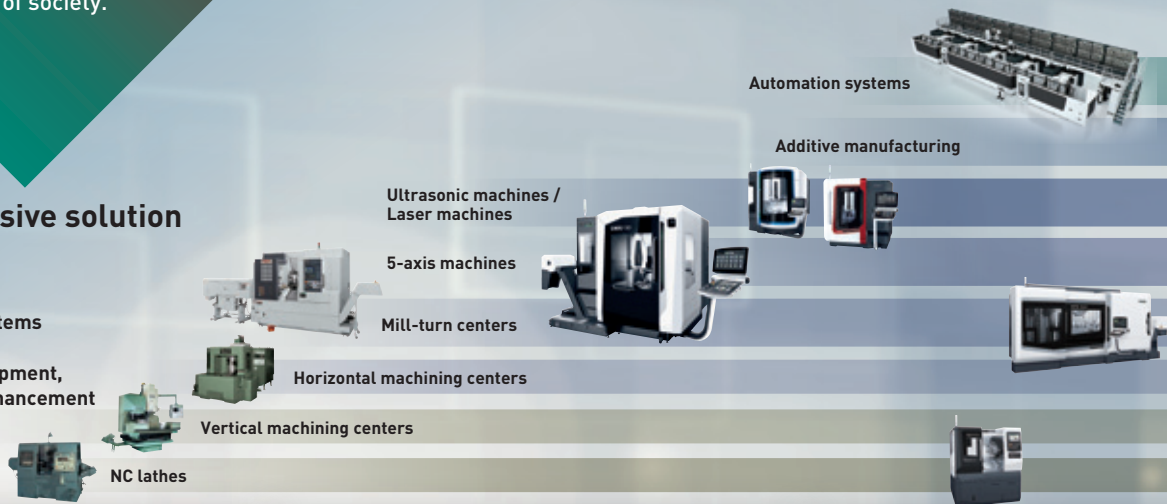 of society.
Automation systems
Additive manufacturing
Ultrasonic machines /
Laser machines
sive solution
5-axis machines
tems
Mill-turn centers
pment,
Horizontal machining centers
hancement
Vertical machining centers
NC lathes